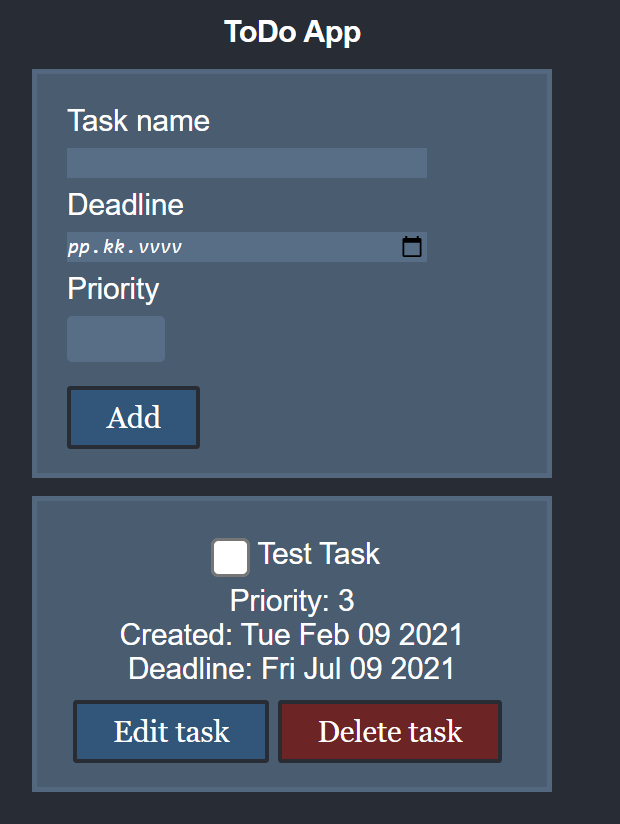 ToDo App
Task name
Deadline
pp.kk.vvvv
Priority
Add
Test Task
Priority: 3
Created: Tue Feb 09 2021
Deadline: Fri Jul 09 2021
Edit task Delete task